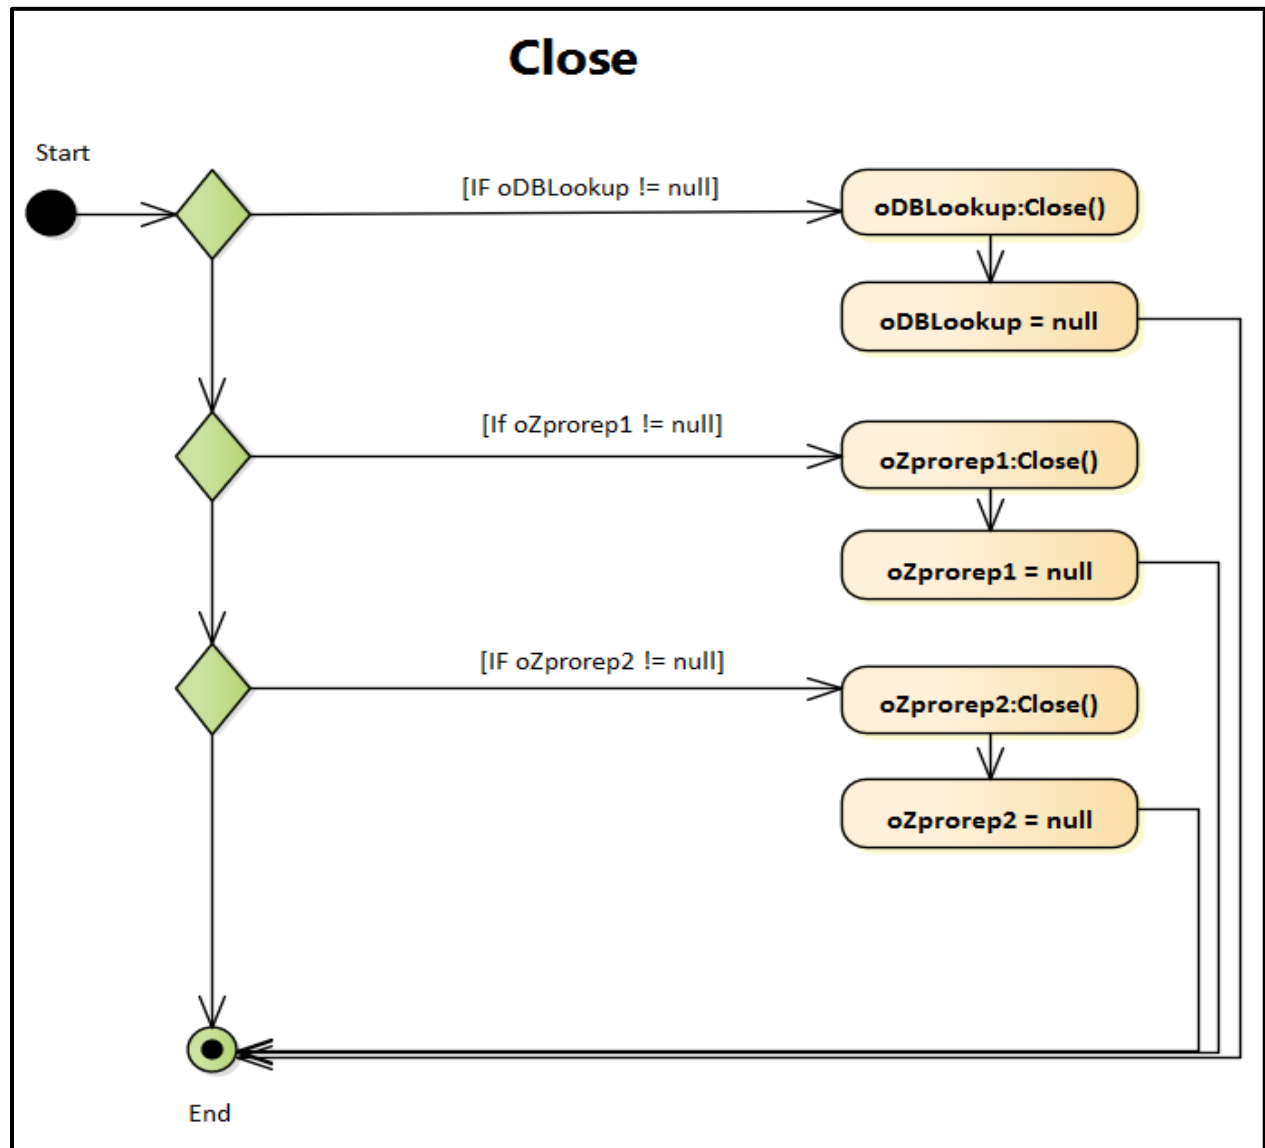 Close
Start
[IF oDBLookup != null]
oDBLookup:Close()
oDBLookup = null
[If oZprorep1 != null]
oZprorep1:Close()
oZprorep1 = null
[IF oZprorep2 != null]
oZprorep2:Close()
oZprorep2 = null
End